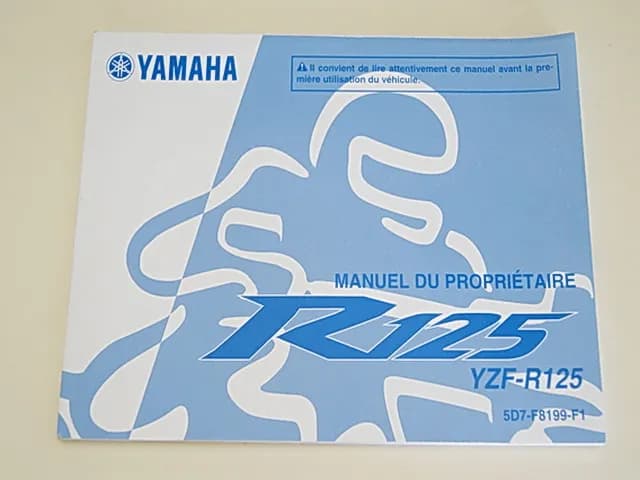 YAMAHA
⚠ Il convient de lire attentivement ce manuel avant la pre-
mière utilisation du véhicule.
MANUEL DU PROPRIÉTAIRE
R125
YZF-R125
5D7-F8199-F1